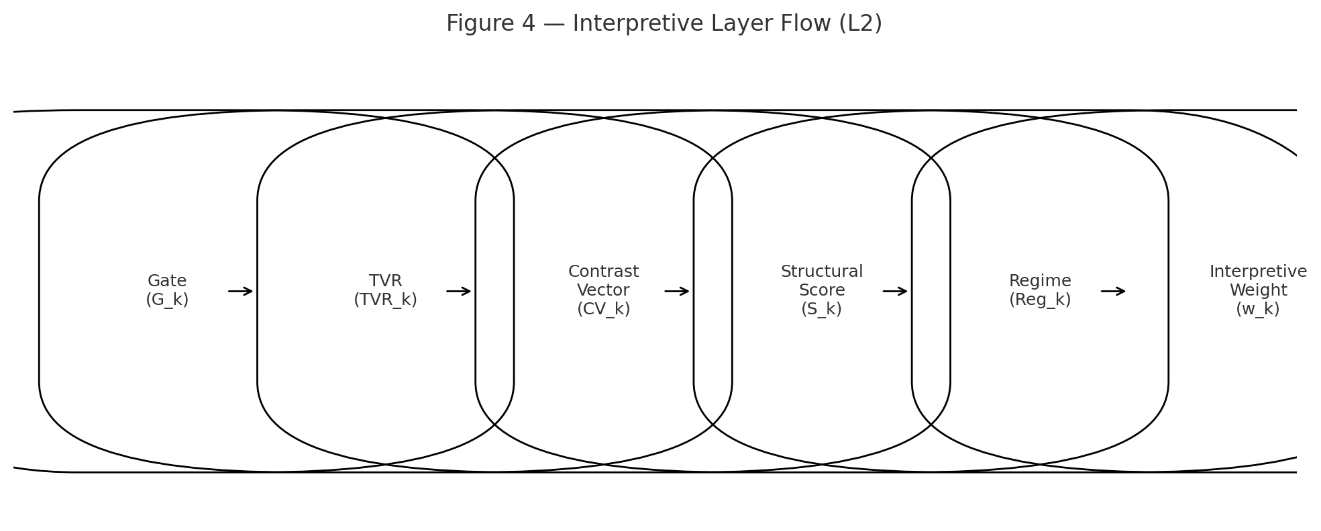 Figure 4 — Interpretive Layer Flow (L2)
Gate
(G_k)
TVR
(TVR_k)
Contrast
Vector
(CV_k)
Structural
Score
(S_k)
Regime
(Reg_k)
Interpretive
Weight
(w_k)